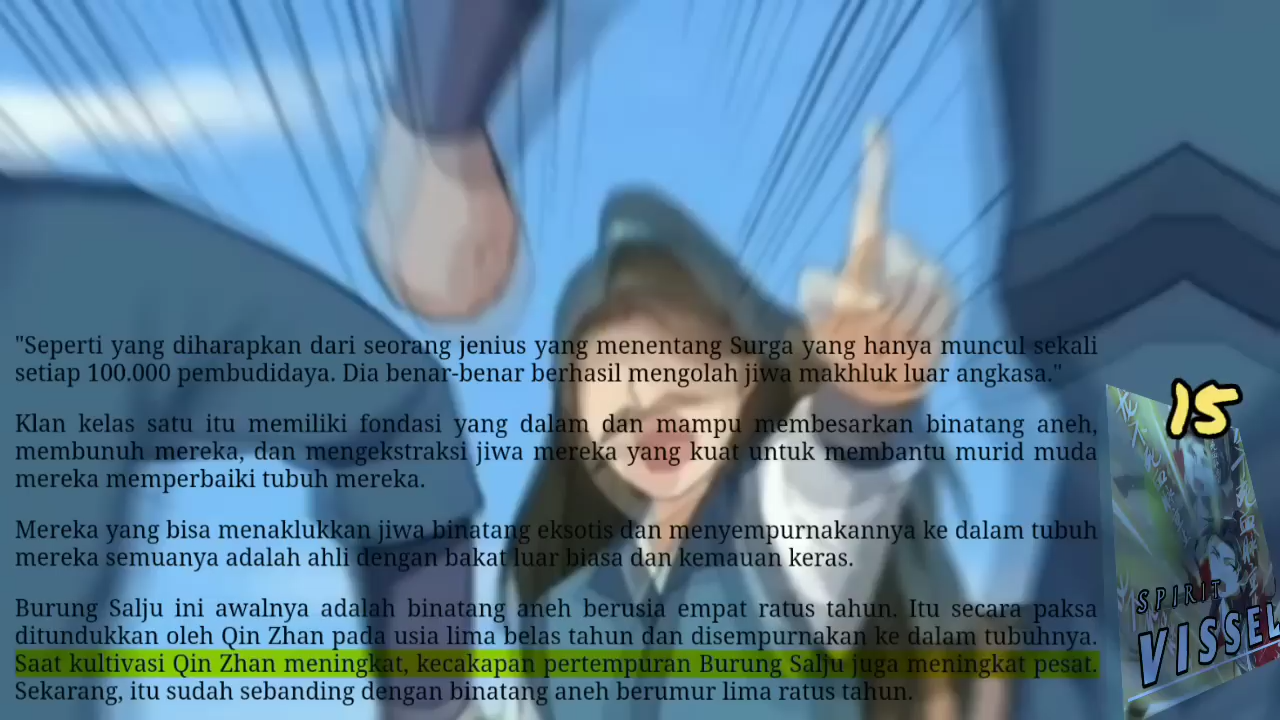 "Seperti yang diharapkan dari seorang jenius yang menentang Surga yang hanya muncul sekali
setiap 100.000 pembudidaya. Dia benar-benar berhasil mengolah jiwa makhluk luar angkasa."
Klan kelas satu itu memiliki fondasi yang dalam dan mampu membesarkan binatang aneh,
membunuh mereka, dan mengekstraksi jiwa mereka yang kuat untuk membantu murid muda
mereka memperbaiki tubuh mereka.
Mereka yang bisa menaklukkan jiwa binatang eksotis dan menyempurnakannya ke dalam tubuh
mereka semuanya adalah ahli dengan bakat luar biasa dan kemauan keras.
Burung Salju ini awalnya adalah binatang aneh berusia empat ratus tahun. Itu secara paksa
ditundukkan oleh Qin Zhan pada usia lima belas tahun dan disempurnakan ke dalam tubuhnya.
Saat kultivasi Qin Zhan meningkat, kecakapan pertempuran Burung Salju juga meningkat pesat.
Sekarang, itu sudah sebanding dengan binatang aneh berumur lima ratus tahun.
15
SPIRIT
VISSEL